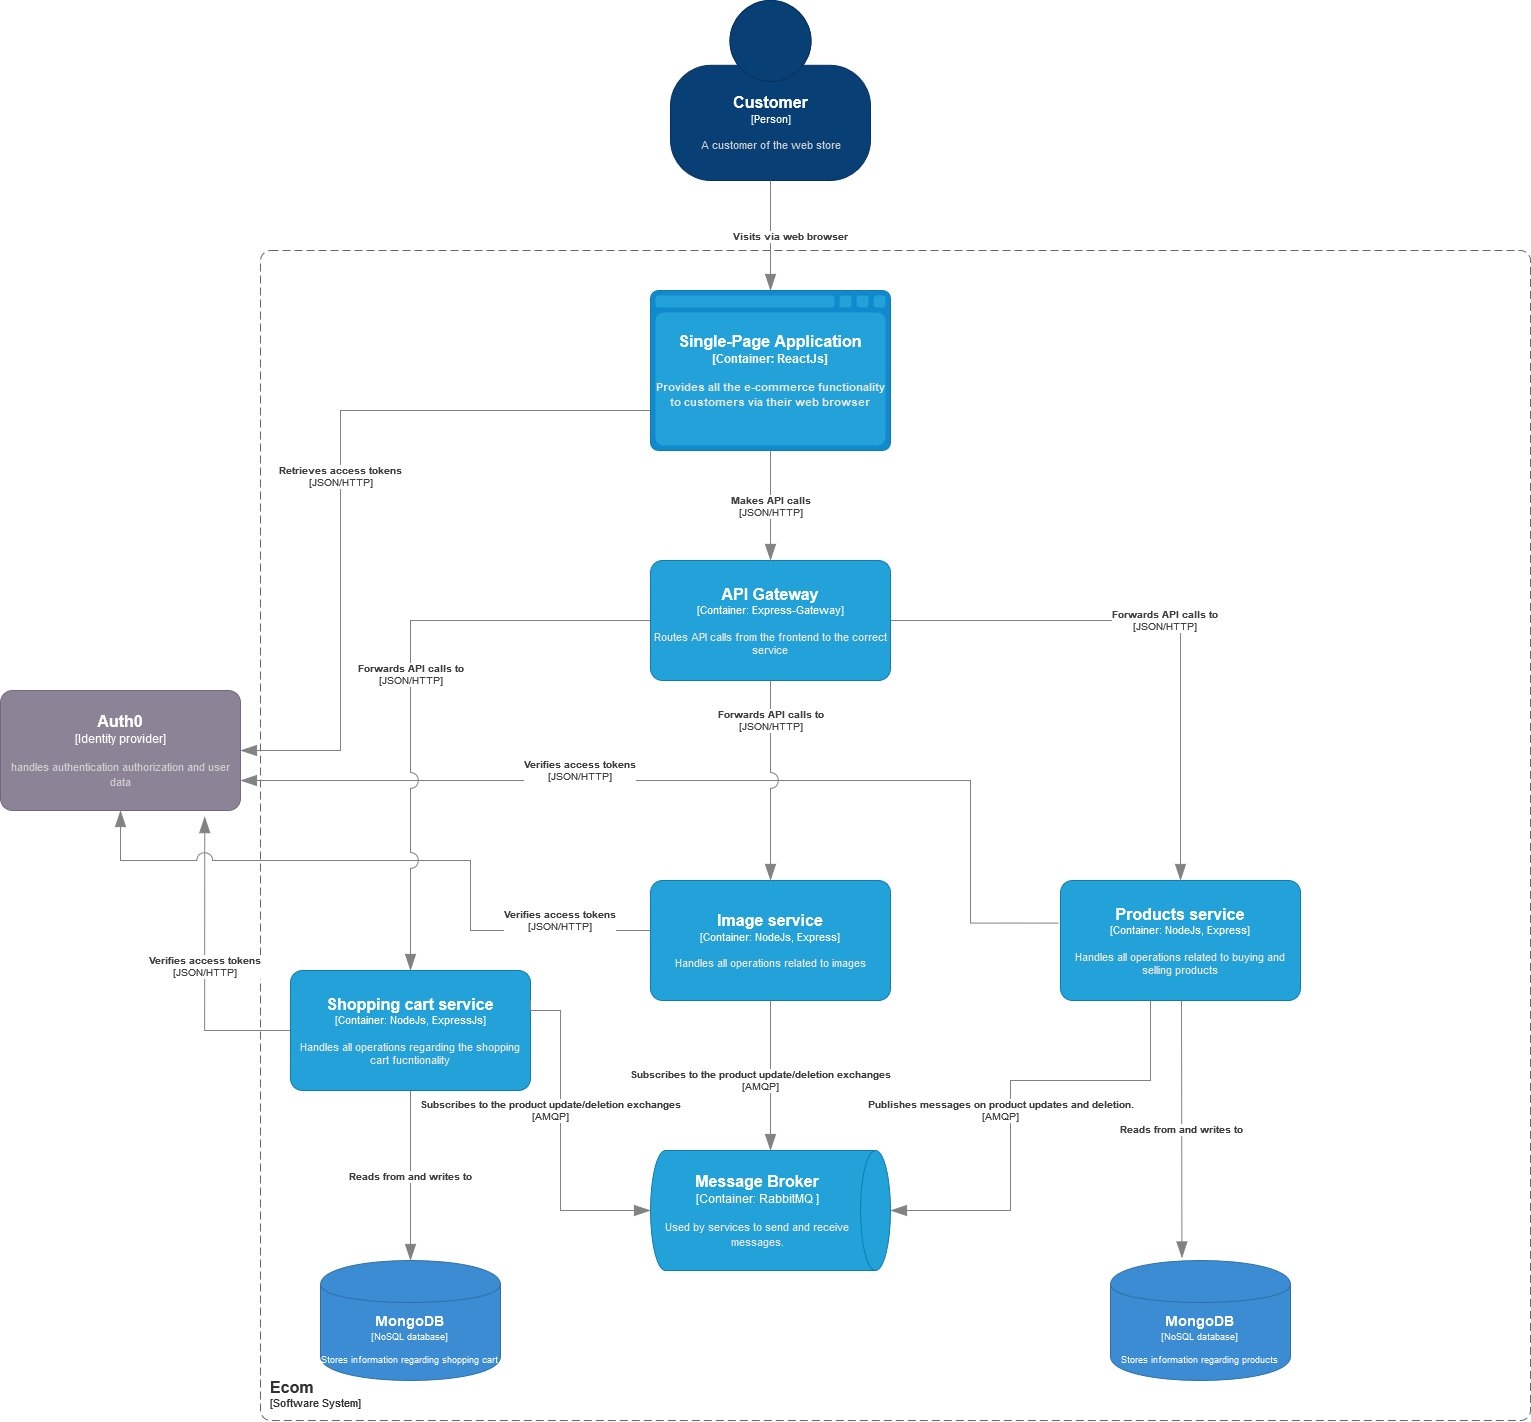 Customer
[Person]
A customer of the web store
Visits via web browser
Single-Page Application
[Container: ReactJs]
Provides all the e-commerce functionality
to customers via their web browser
Retrieves access tokens
[JSON/HTTP]
Makes API calls
[JSON/HTTP]
API Gateway
[Container: Express-Gateway]
Routes API calls from the frontend to the correct
service
Forwards API calls to
[JSON/HTTP]
Forwards API calls to
[JSON/HTTP]
Forwards API calls to
[JSON/HTTP]
Auth0
[Identity provider]
handles authentication authorization and user
data
Verifies access tokens
[JSON/HTTP]
Verifies access tokens
[JSON/HTTP]
Verifies access tokens
[JSON/HTTP]
Image service
[Container: NodeJs, Express]
Handles all operations related to images
Products service
[Container: NodeJs, Express]
Handles all operations related to buying and
selling products
Shopping cart service
[Container: NodeJs, ExpressJs]
Handles all operations regarding the shopping
cart fucntionality
Subscribes to the product update/deletion exchanges
[AMQP]
Subscribes to the product update/deletion exchanges
[AMQP]
Publishes messages on product updates and deletion.
[AMQP]
Reads from and writes to
Reads from and writes to
Message Broker
[Container: RabbitMQ ]
Used by services to send and receive
messages.
MongoDB
[NoSQL database]
Stores information regarding shopping cart
MongoDB
[NoSQL database]
Stores information regarding products
Ecom
[Software System]